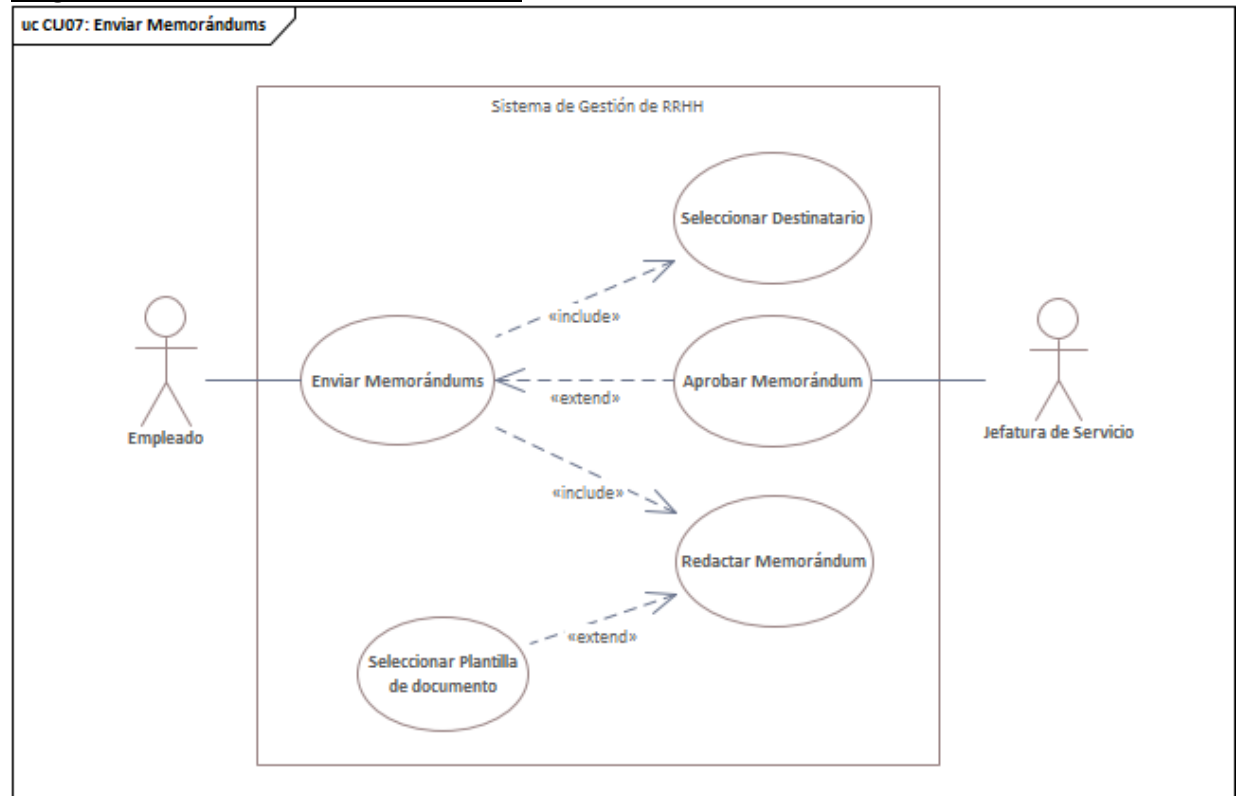 uc CU07: Enviar Memorándums
Sistema de Gestión de RRHH
Seleccionar Destinatario
«include»
Enviar Memorándums
Aprobar Memorándum
«extend»
Empleado
Jefatura de Servicio
«include»
Redactar Memorándum
«extend»
Seleccionar Plantilla
de documento